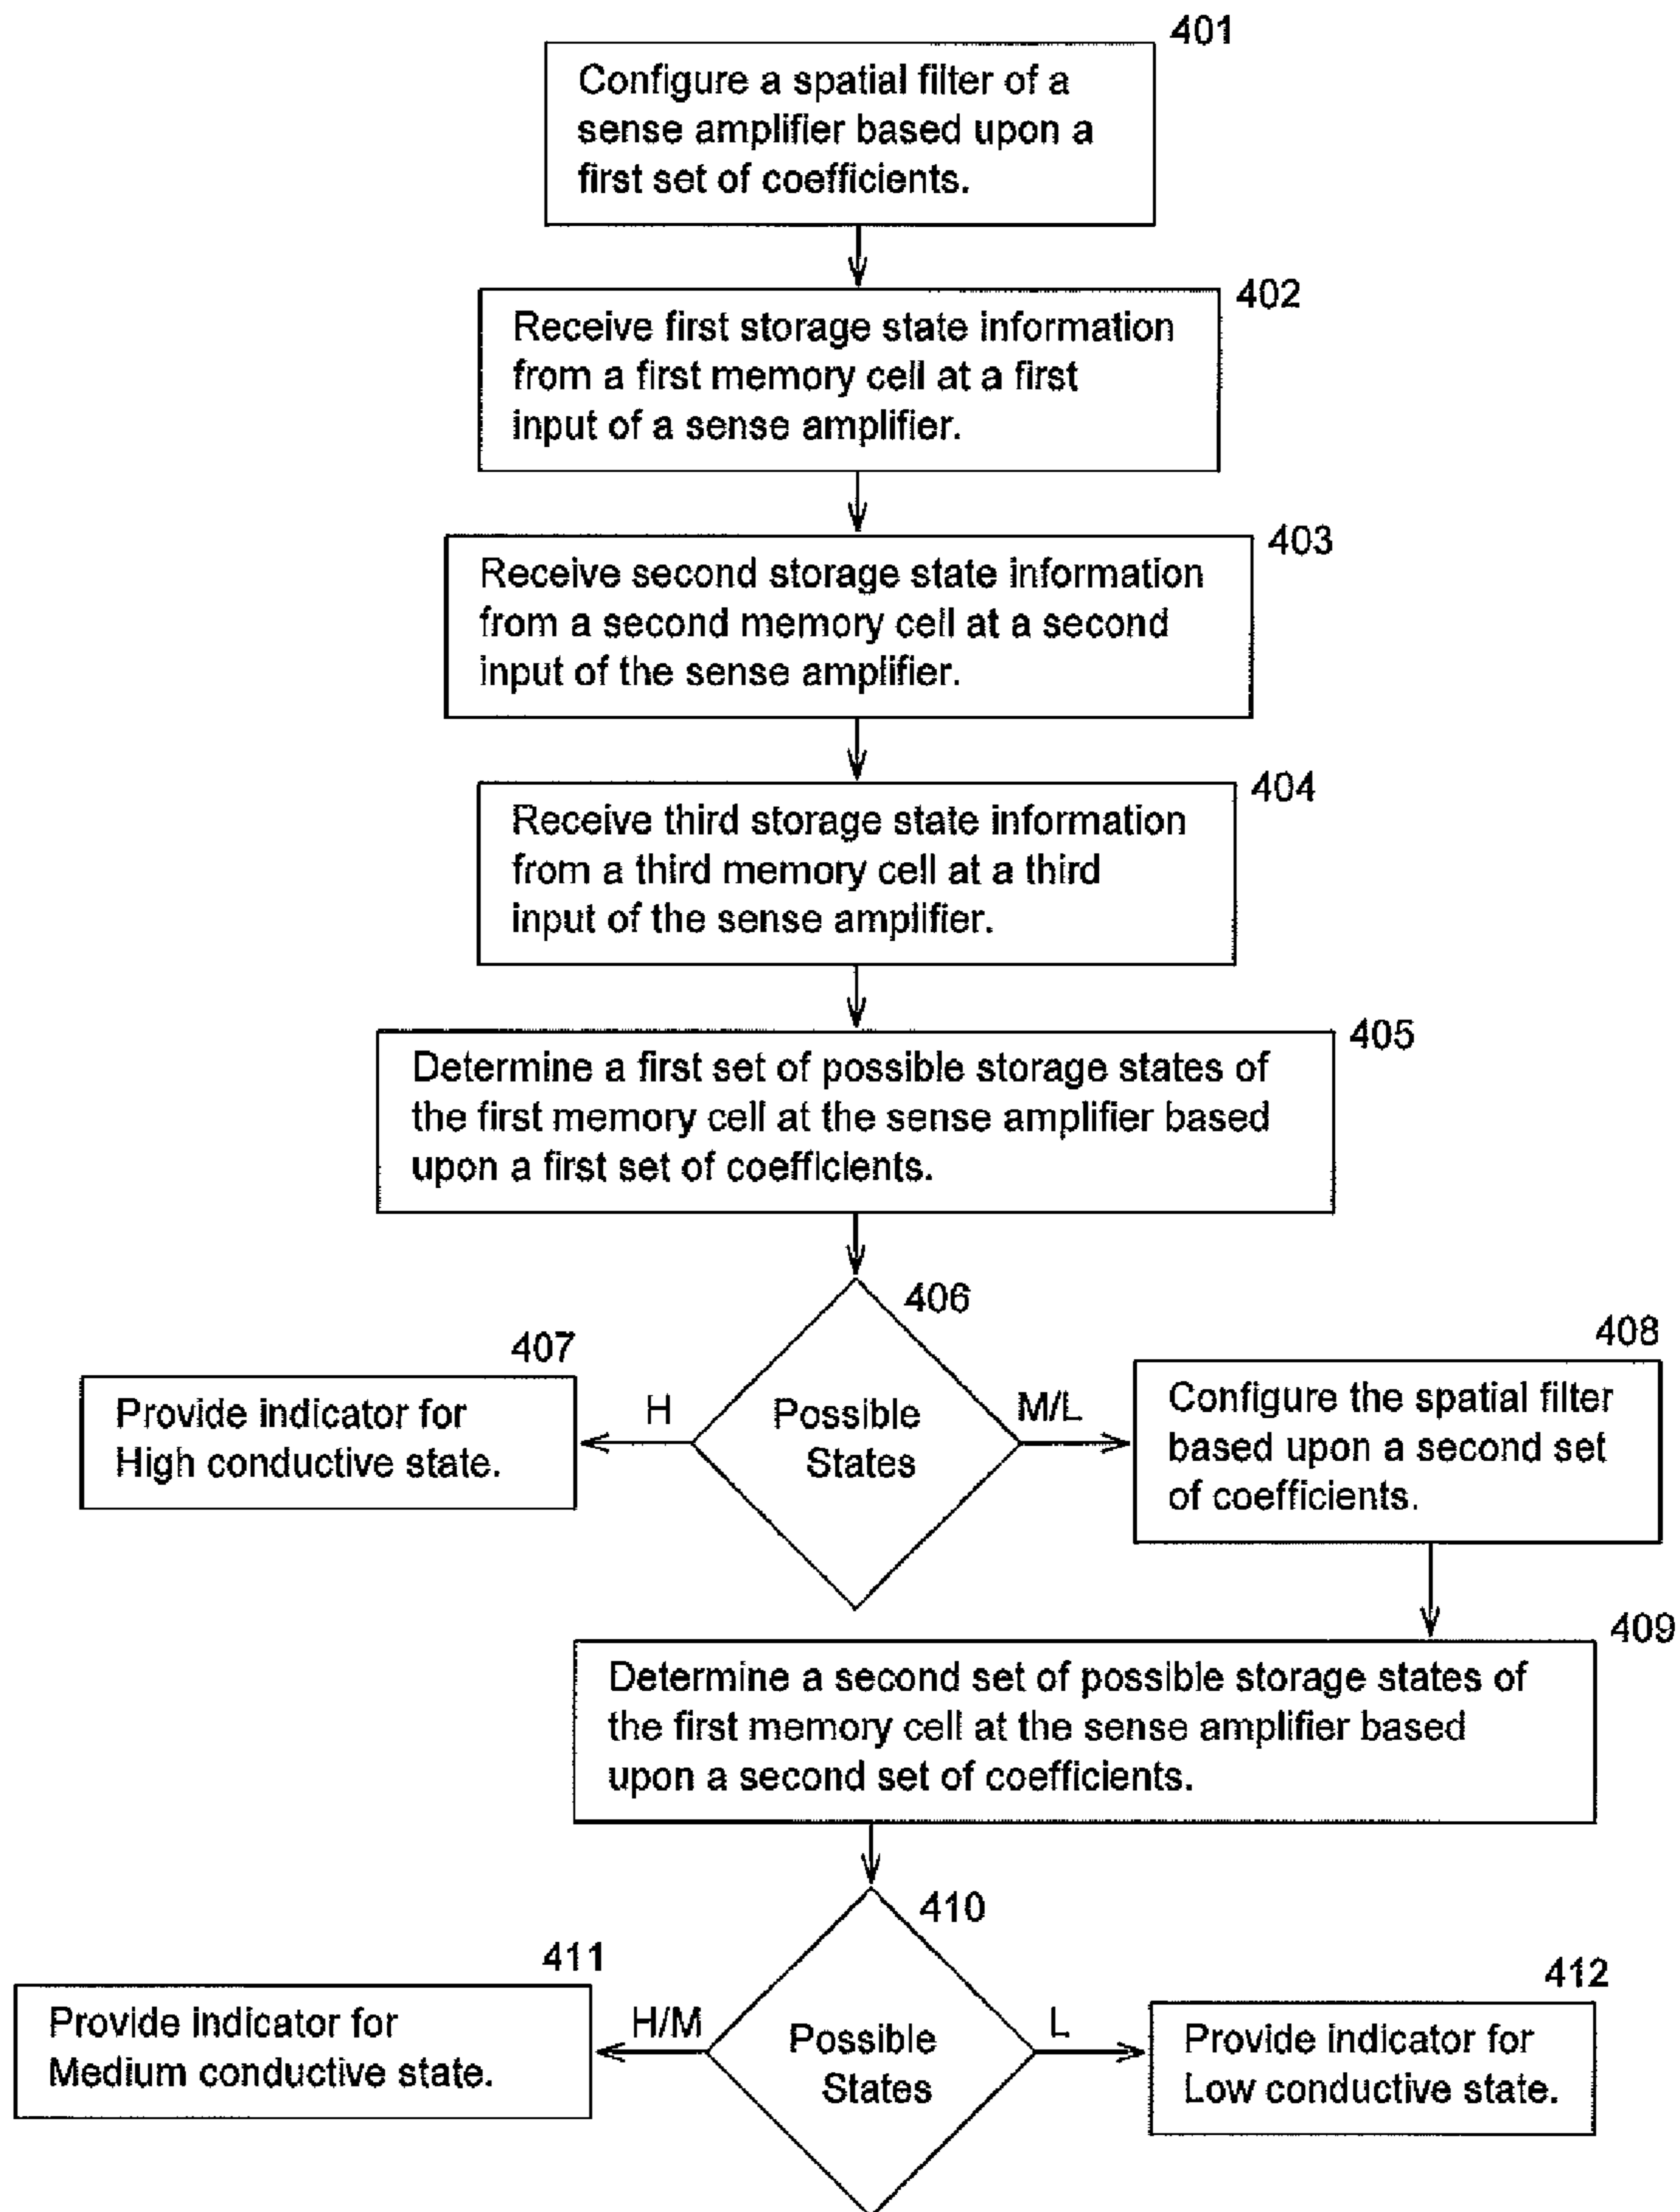 401
Configure a spatial filter of a
sense amplifier based upon a
first set of coefficients.
402
Receive first storage state information
from a first memory cell at a first
input of a sense amplifier.
403
Receive second storage state information
from a second memory cell at a second
input of the sense amplifier.
404
Receive third storage state information
from a third memory cell at a third
input of the sense amplifier.
405
Determine a first set of possible storage states of
the first memory cell at the sense amplifier based
upon a first set of coefficients.
406
Possible
States
H
M/L
407
Provide indicator for
High conductive state.
408
Configure the spatial filter
based upon a second set
of coefficients.
409
Determine a second set of possible storage states of
the first memory cell at the sense amplifier based
upon a second set of coefficients.
410
Possible
States
H/M
L
411
Provide indicator for
Medium conductive state.
412
Provide indicator for
Low conductive state.